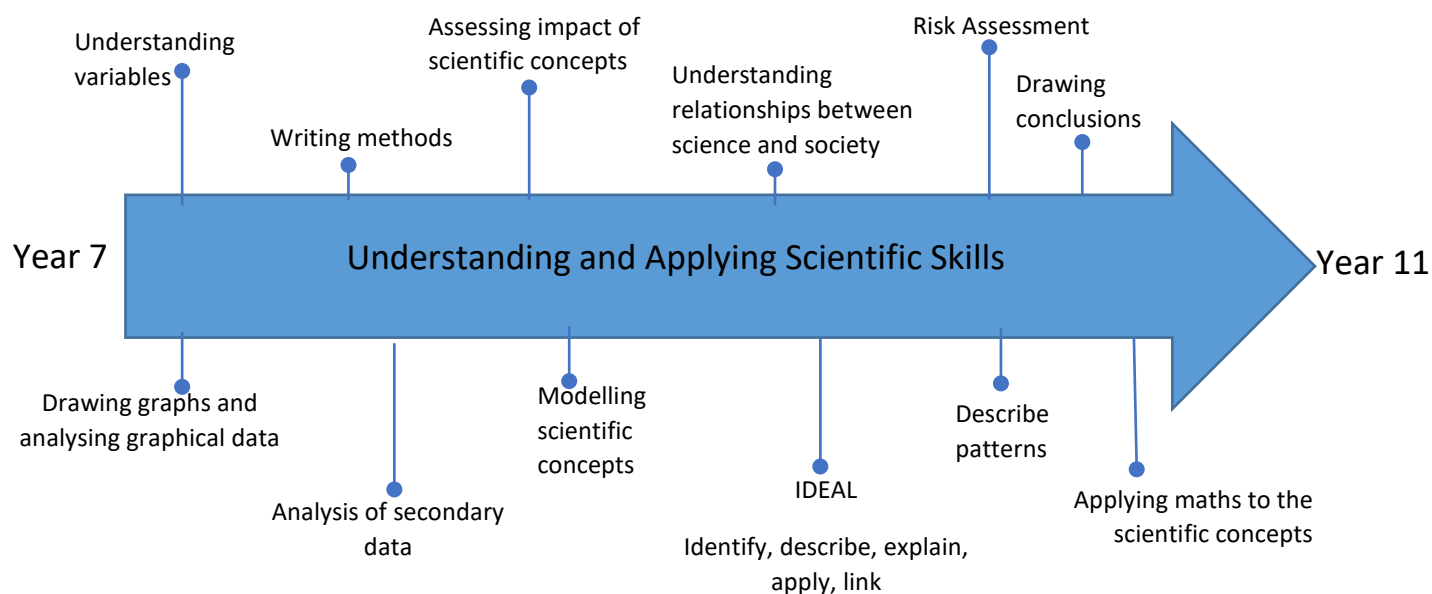 Understanding
variables
Writing methods
Assessing impact of
scientific concepts
Understanding
relationships between
science and society
Risk Assessment
Drawing
conclusions
Year 7
Understanding and Applying Scientific Skills
Year 11
Drawing graphs and
analysing graphical data
Analysis of secondary
data
Modelling
scientific
concepts
IDEAL
Identify, describe, explain,
apply, link
Describe
patterns
Applying maths to the
scientific concepts